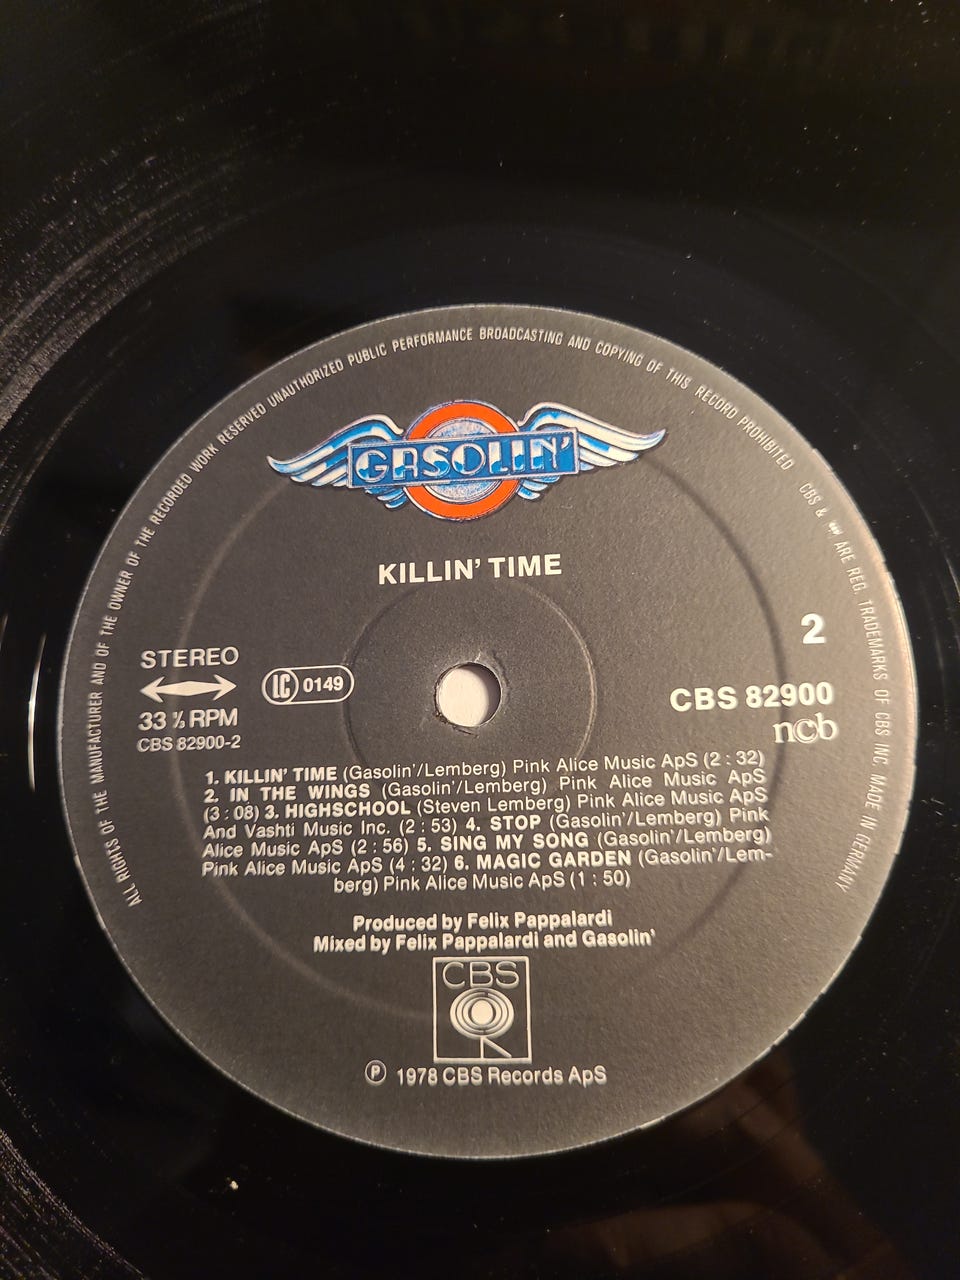 ALL RIGHTS OF THE MANUFACTURER AND OF THE OWNER OF THE RECORDED WORK RESERVED UNAUTHORIZED PUBLIC PERFORMANCE BROADCASTING AND COPYING OF THIS RECORD PROHIBITED
CBS & ARE REG. TRADEMARKS OF CBS INC. MADE IN GERMANY
GASOLIN'
KILLIN' TIME
2
STEREO
33 ⅓ RPM
CBS 82900-2
LC 0149
CBS 82900
ncb
1. KILLIN' TIME (Gasolin'/Lemberg) Pink Alice Music ApS (2 : 32)
2. IN THE WINGS (Gasolin'/Lemberg) Pink Alice Music ApS
(3 : 08) 3. HIGHSCHOOL (Steven Lemberg) Pink Alice Music ApS
And Vashti Music Inc. (2 : 53) 4. STOP (Gasolin'/Lemberg) Pink
Alice Music ApS (2 : 56) 5. SING MY SONG (Gasolin'/Lemberg)
Pink Alice Music ApS (4 : 32) 6. MAGIC GARDEN (Gasolin'/Lem-
berg) Pink Alice Music ApS (1 : 50)
Produced by Felix Pappalardi
Mixed by Felix Pappalardi and Gasolin'
CBS
℗ 1978 CBS Records ApS